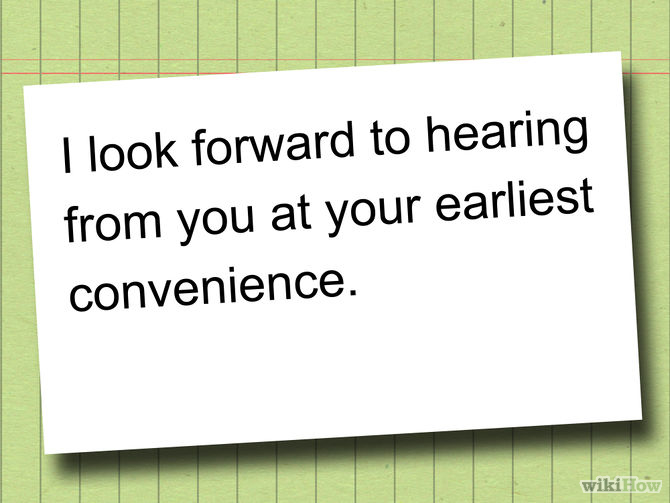 I look forward to hearing
from you at your earliest
convenience.
wikiHow